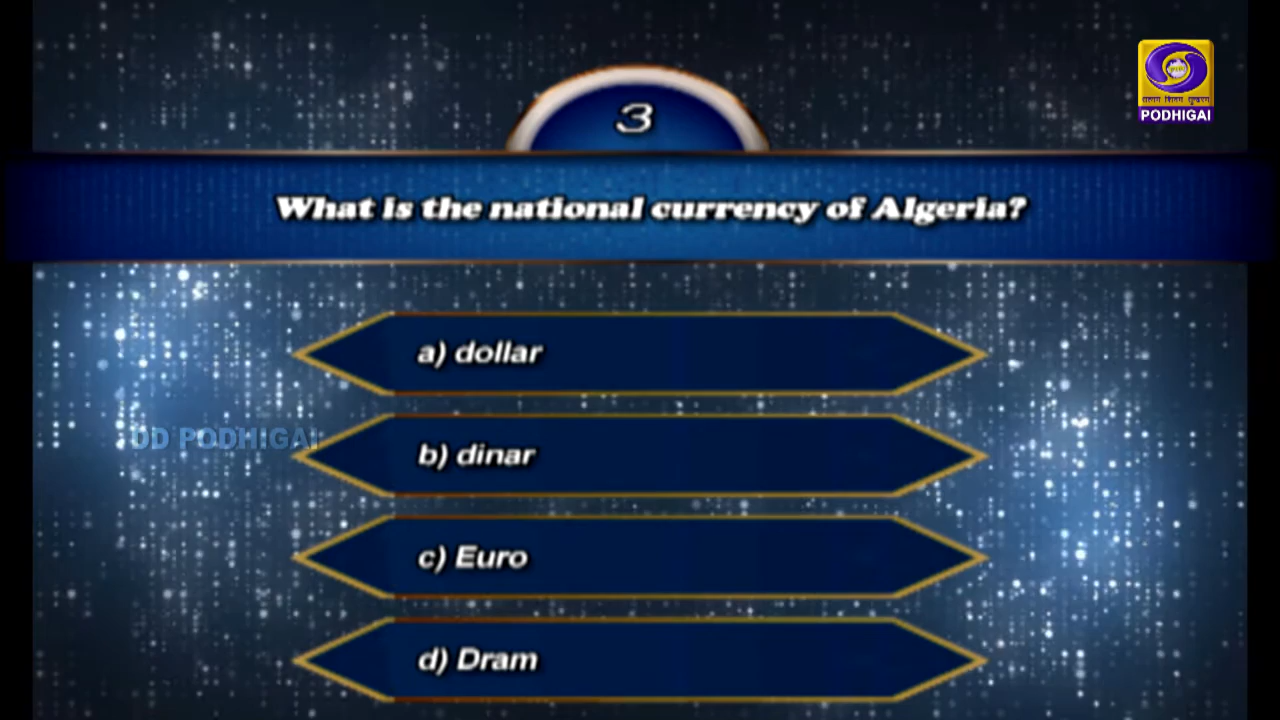 PODHIGAI
3
What is the national currency of Algeria?
a) dollar
b) dinar
DD PODHIGAI
c) Euro
d) Dram